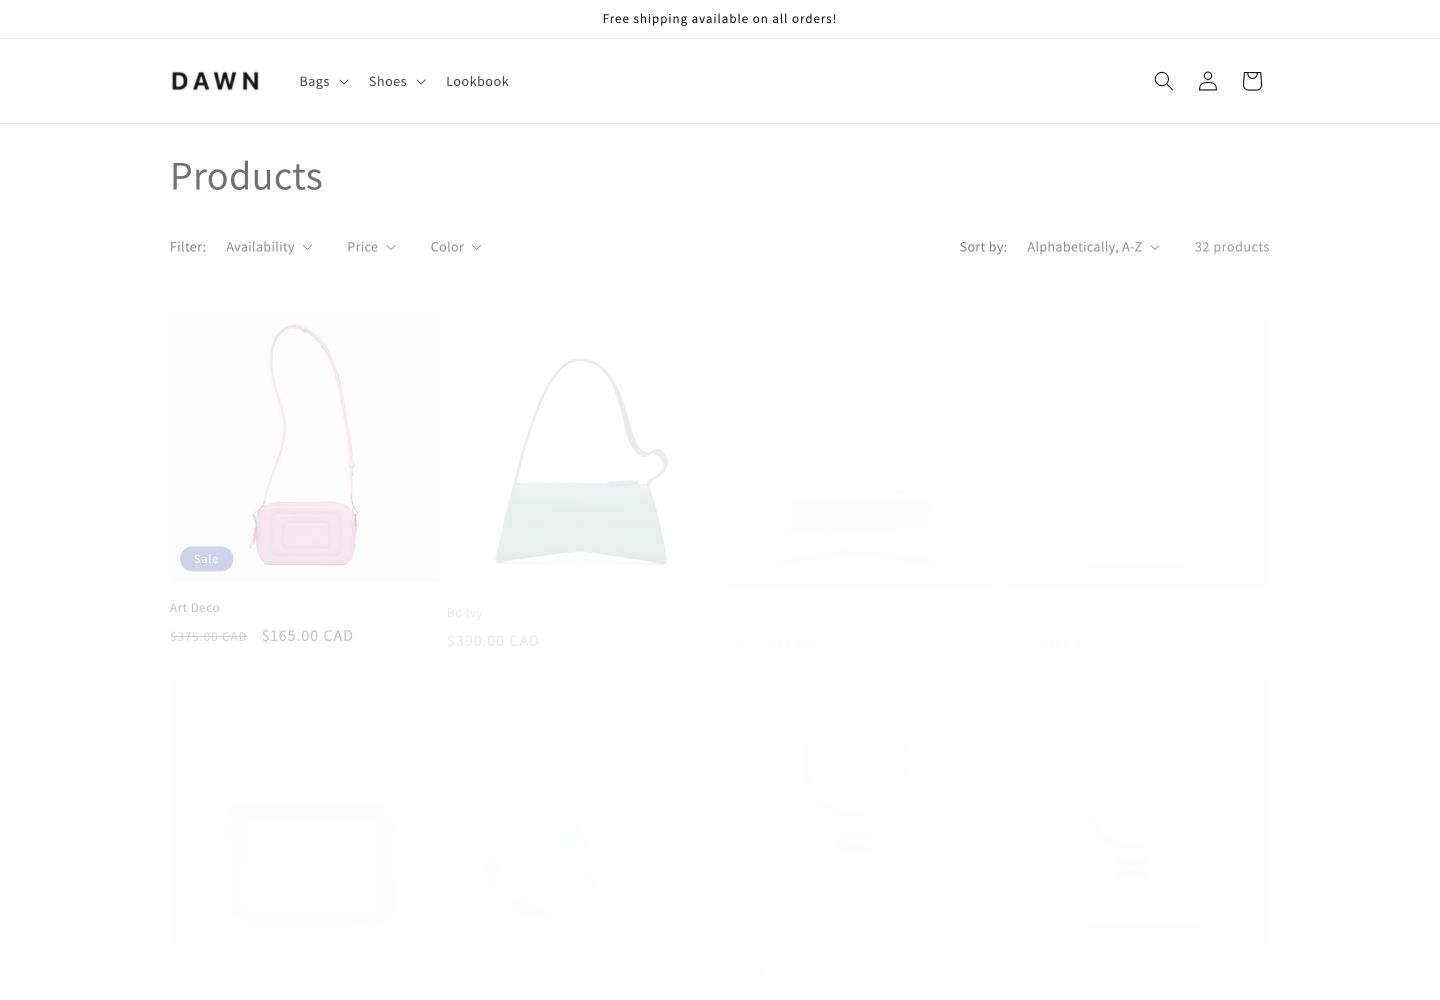 Free shipping available on all orders!
DAWN
Bags
Shoes
Lookbook
Products
Filter:
Availability
Price
Color
Sort by:
Alphabetically, A-Z
32 products
Sale
Art Deco
$375.00 CAD $165.00 CAD
Bo Ivy
$390.00 CAD